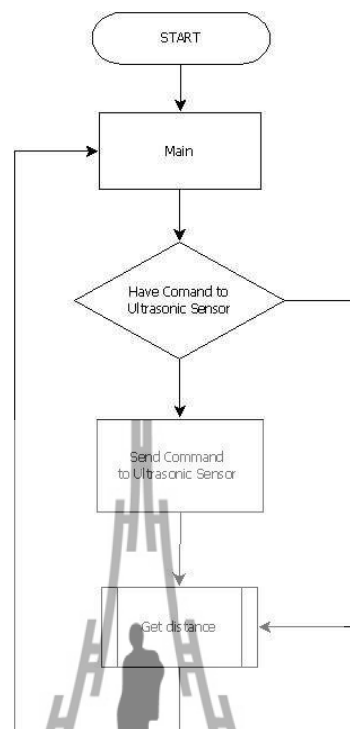 START
Main
Have Comand to
Ultrasonic Sensor
Send Command
to Ultrasonic Sensor
Get distance